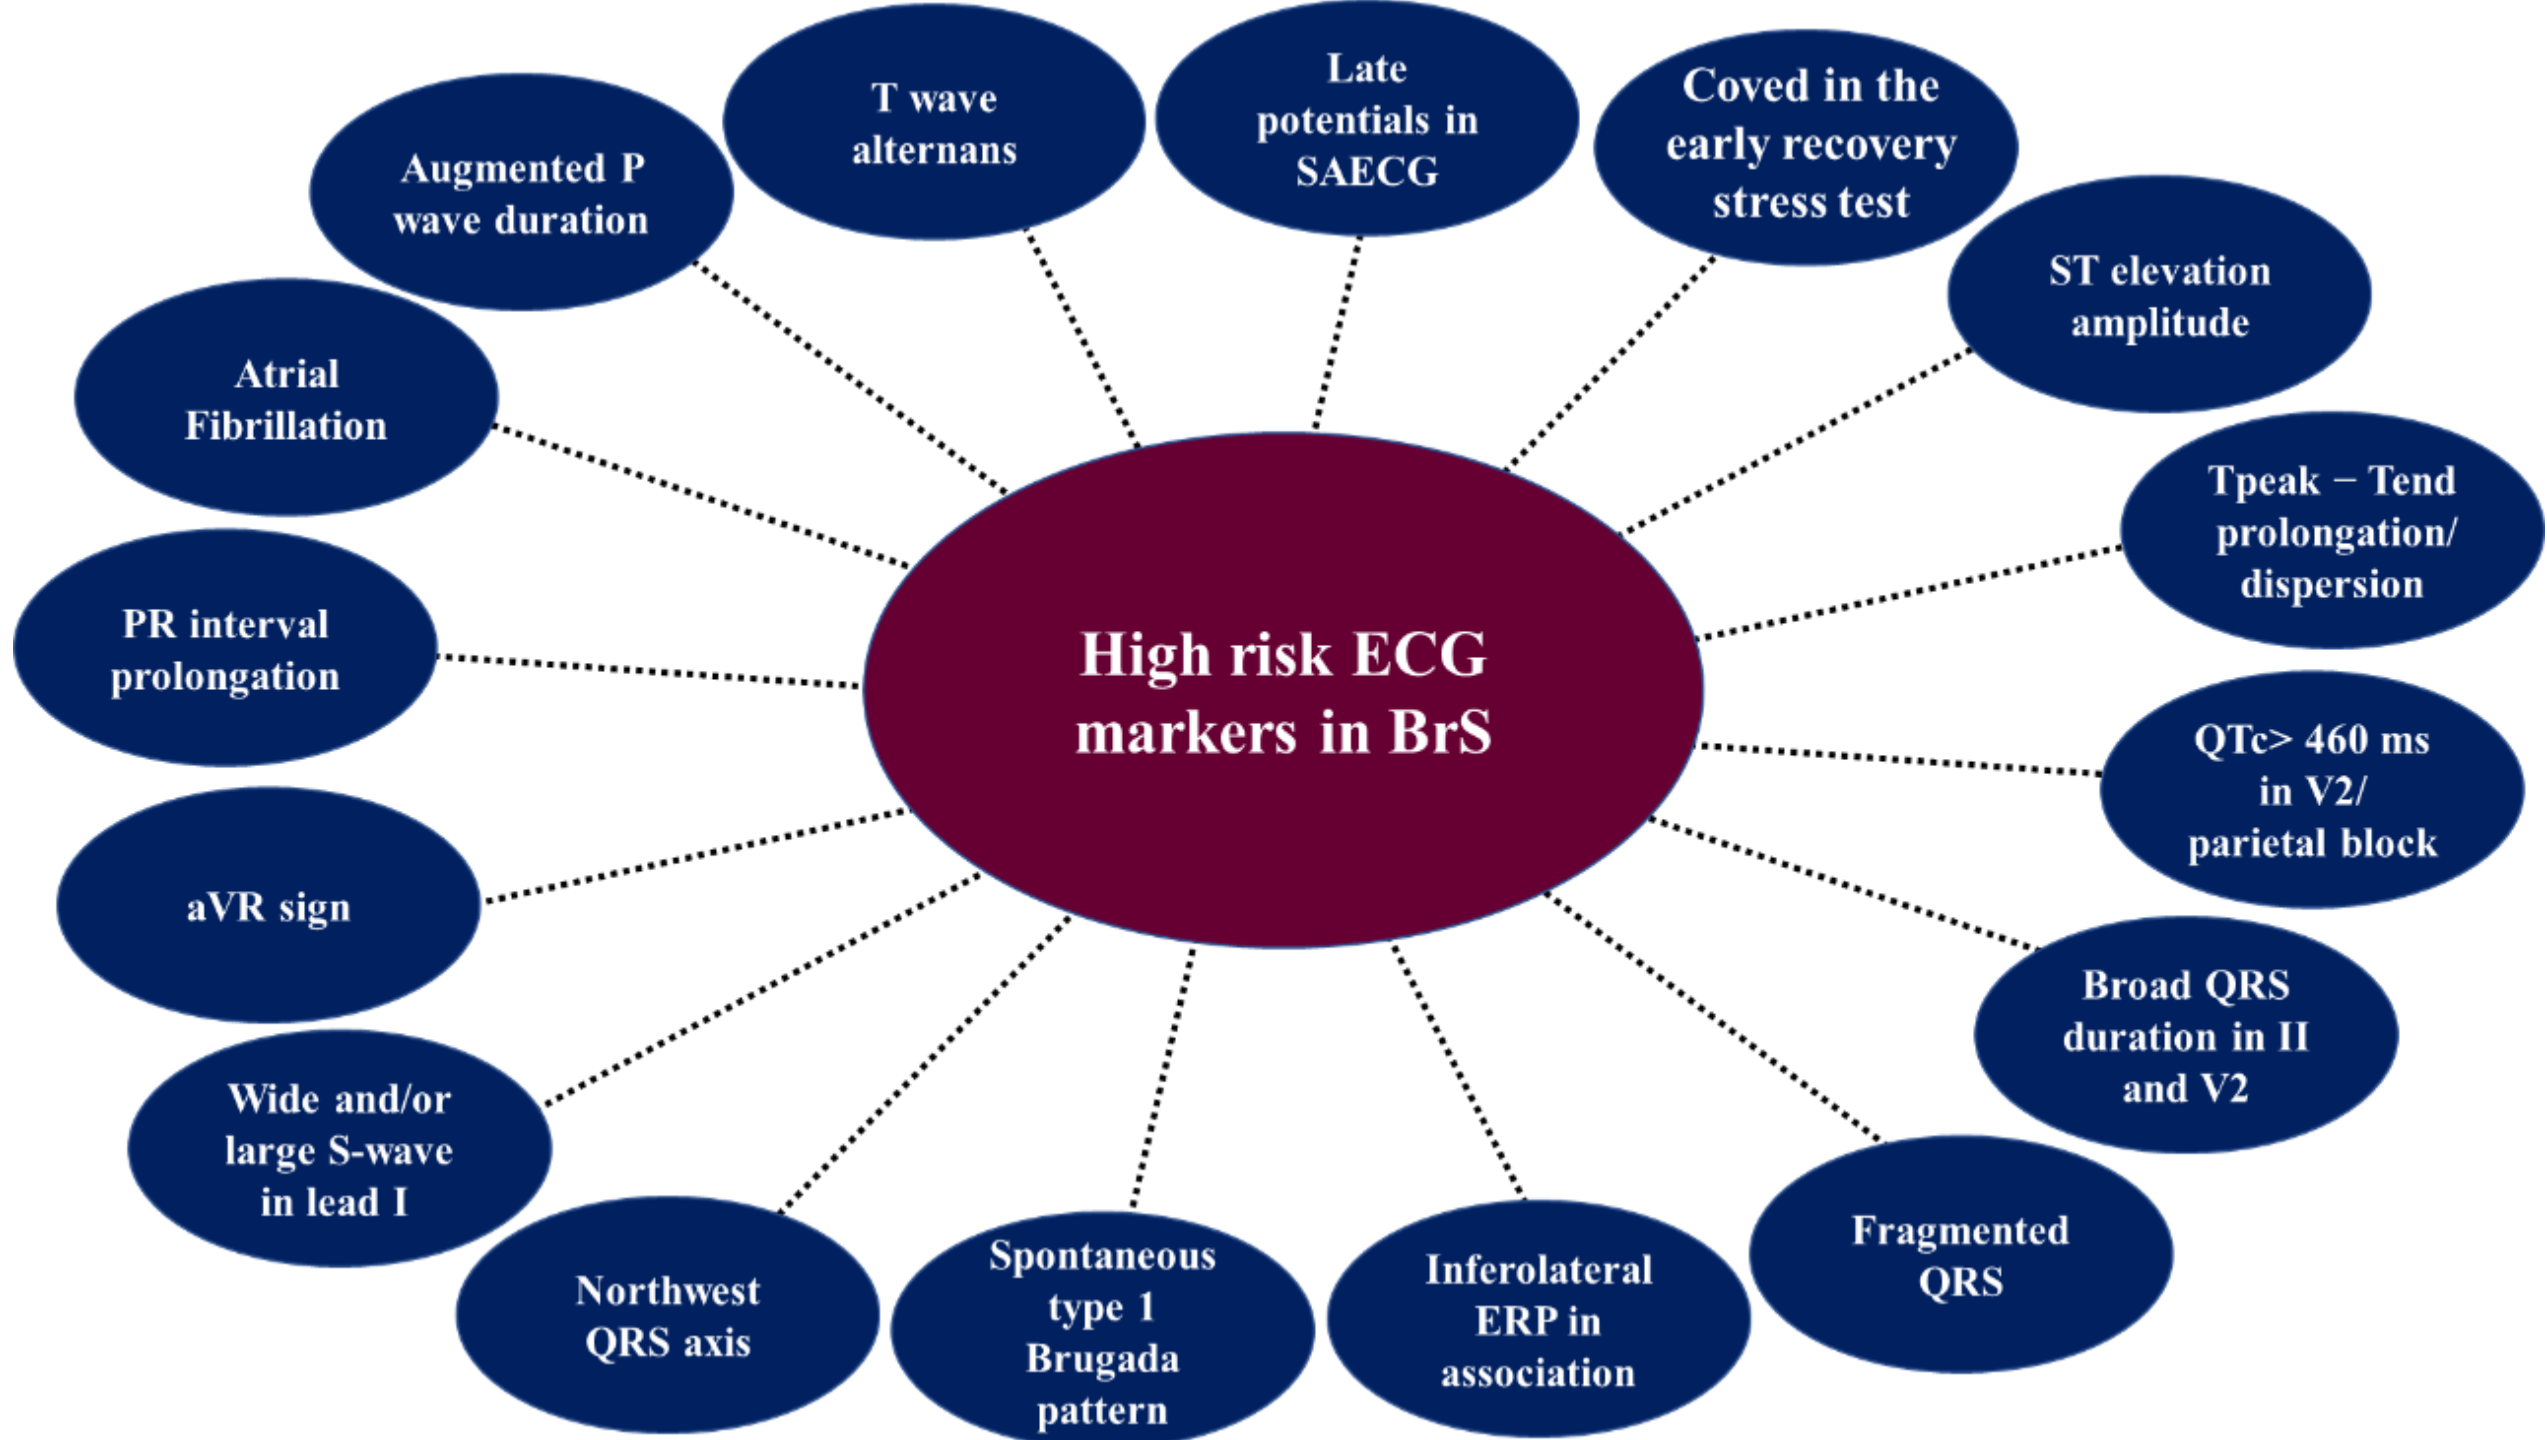 T wave
alternans
Late
potentials in
SAECG
Coved in the
early recovery
stress test
ST elevation
amplitude
Tpeak – Tend
prolongation/
dispersion
QTc> 460 ms
in V2/
parietal block
Broad QRS
duration in II
and V2
Fragmented
QRS
Inferolateral
ERP in
association
Spontaneous
type 1
Brugada
pattern
Northwest
QRS axis
Wide and/or
large S-wave
in lead I
aVR sign
PR interval
prolongation
Atrial
Fibrillation
Augmented P
wave duration
High risk ECG
markers in BrS